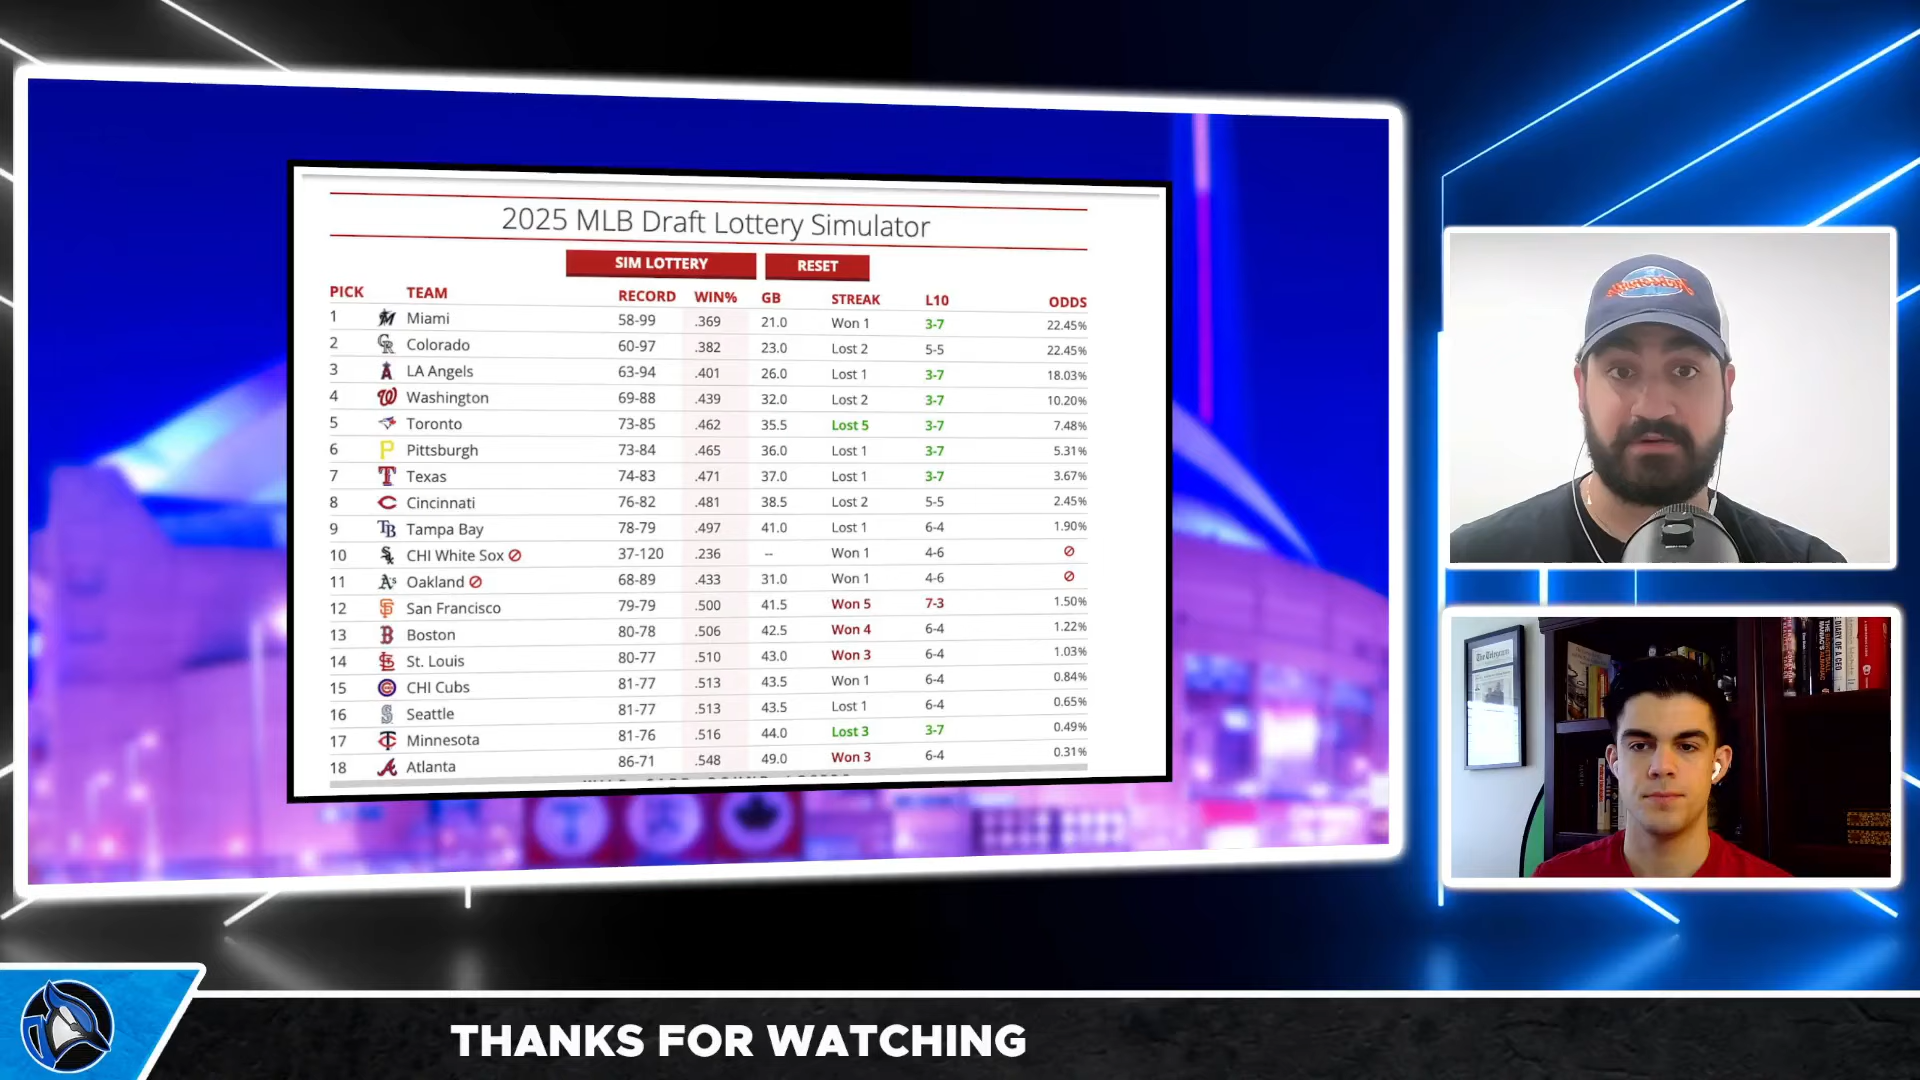 2025 MLB Draft Lottery Simulator
SIM LOTTERY RESET
PICK TEAM RECORD WIN% GB STREAK L10 ODDS
1 Miami 58-99 .369 21.0 Won 1 3-7 22.45%
2 Colorado 60-97 .382 23.0 Lost 2 5-5 22.45%
3 LA Angels 63-94 .401 26.0 Lost 1 3-7 18.03%
4 Washington 69-88 .439 32.0 Lost 2 3-7 10.20%
5 Toronto 73-85 .462 35.5 Lost 5 3-7 7.48%
6 Pittsburgh 73-84 .465 36.0 Lost 1 3-7 5.31%
7 Texas 74-83 .471 37.0 Lost 1 3-7 3.67%
8 Cincinnati 76-82 .481 38.5 Lost 2 5-5 2.45%
9 Tampa Bay 78-79 .497 41.0 Lost 1 6-4 1.90%
10 CHI White Sox 37-120 .236 -- Won 1 4-6
11 Oakland 68-89 .433 31.0 Won 1 4-6
12 San Francisco 79-79 .500 41.5 Won 5 7-3 1.50%
13 Boston 80-78 .506 42.5 Won 4 6-4 1.22%
14 St. Louis 80-77 .510 43.0 Won 3 6-4 1.03%
15 CHI Cubs 81-77 .513 43.5 Won 1 6-4 0.84%
16 Seattle 81-77 .513 43.5 Lost 1 6-4 0.65%
17 Minnesota 81-76 .516 44.0 Lost 3 3-7 0.49%
18 Atlanta 86-71 .548 49.0 Won 3 6-4 0.31%
The Telegram
THANKS FOR WATCHING